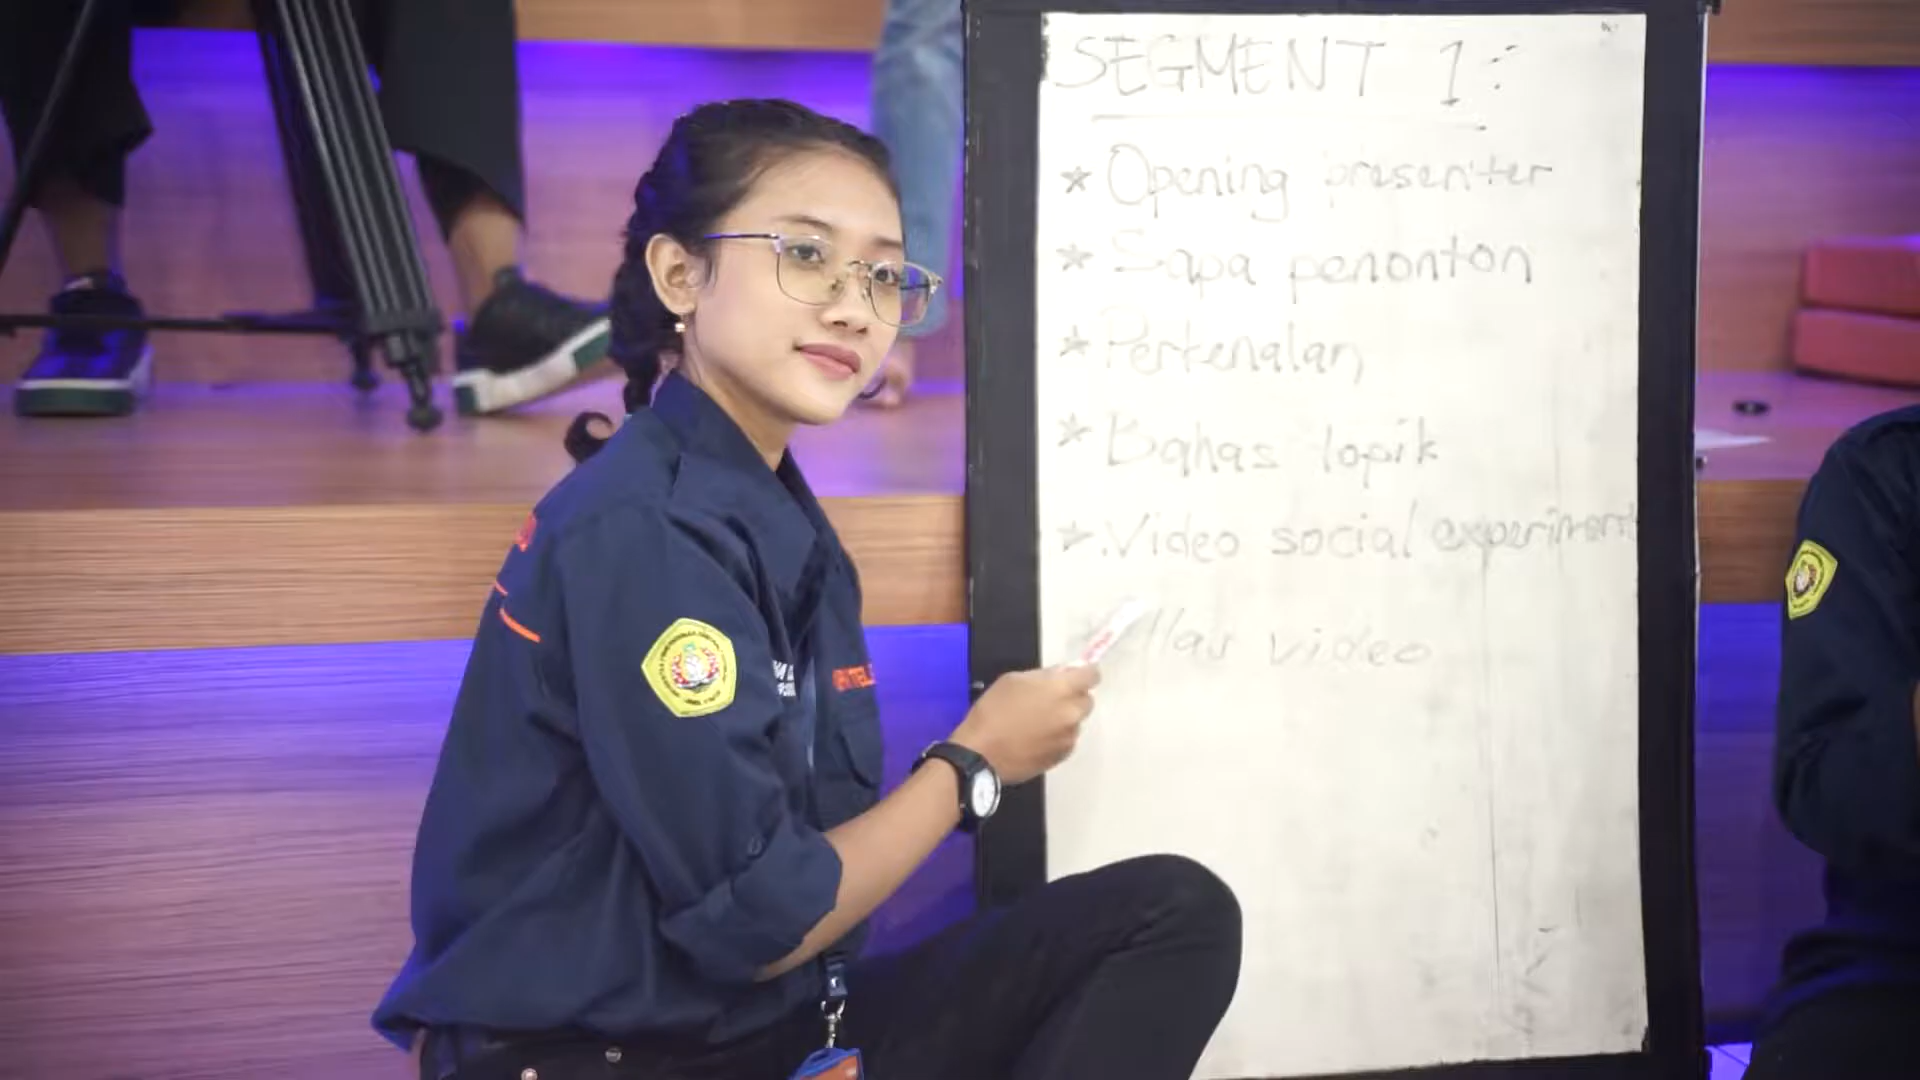 SEGMENT 1:
* Opening presenter
* Sapa penonton
* Perkenalan
* Bahas topik
* Video social experiment
video